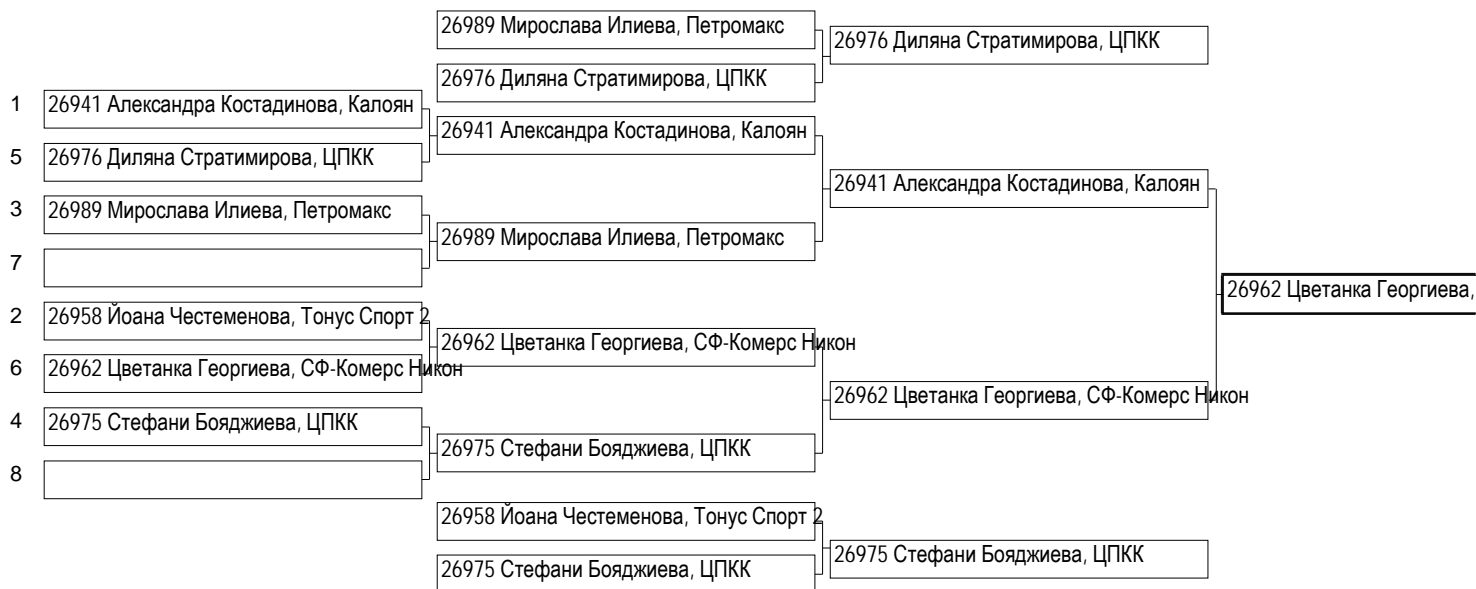 26989 Мирослава Илиева, Петромакс
26976 Диляна Стратимирова, ЦПКК
26976 Диляна Стратимирова, ЦПКК
1 26941 Александра Костадинова, Калоян
26941 Александра Костадинова, Калоян
5 26976 Диляна Стратимирова, ЦПКК
26941 Александра Костадинова, Калоян
3 26989 Мирослава Илиева, Петромакс
26989 Мирослава Илиева, Петромакс
7
26962 Цветанка Георгиева,
2 26958 Йоана Честеменова, Тонус Спорт 2
26962 Цветанка Георгиева, СФ-Комерс Никон
6 26962 Цветанка Георгиева, СФ-Комерс Никон
26962 Цветанка Георгиева, СФ-Комерс Никон
4 26975 Стефани Бояджиева, ЦПКК
26975 Стефани Бояджиева, ЦПКК
8
26958 Йоана Честеменова, Тонус Спорт 2
26975 Стефани Бояджиева, ЦПКК
26975 Стефани Бояджиева, ЦПКК